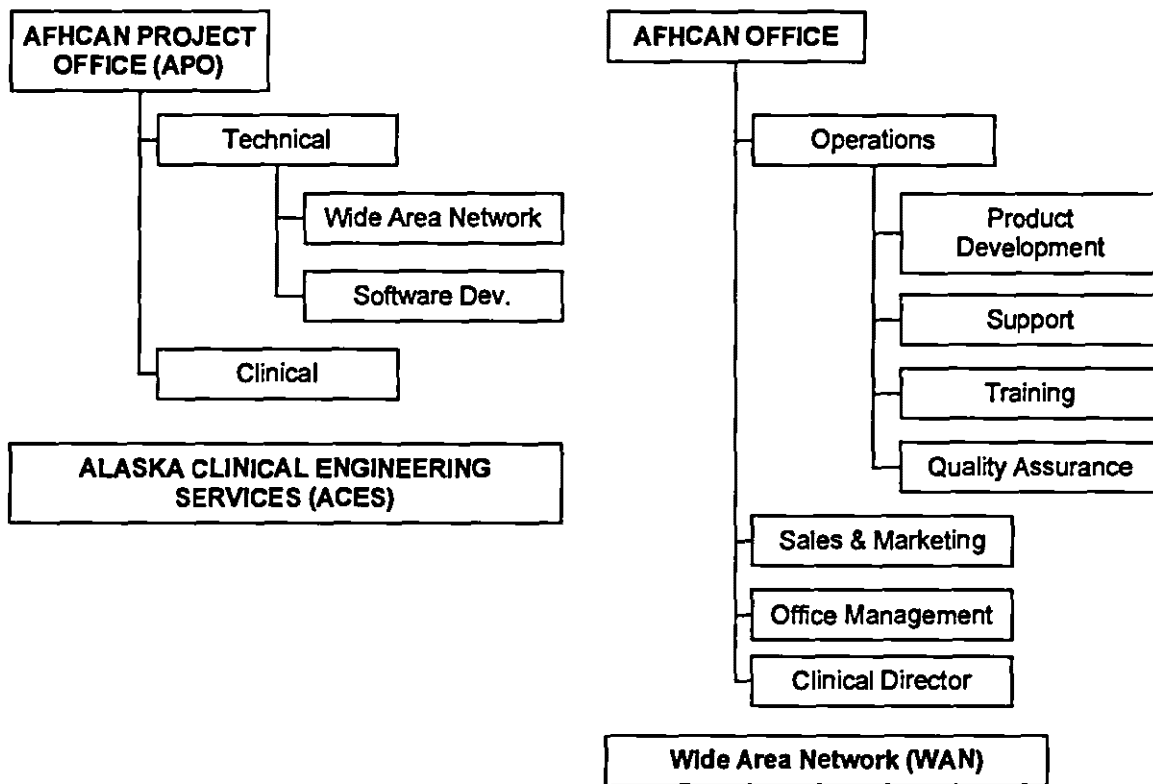 AFHCAN PROJECT
OFFICE (APO)
Technical
Wide Area Network
Software Dev.
Clinical
ALASKA CLINICAL ENGINEERING
SERVICES (ACES)
AFHCAN OFFICE
Operations
Product
Development
Support
Training
Quality Assurance
Sales & Marketing
Office Management
Clinical Director
Wide Area Network (WAN)